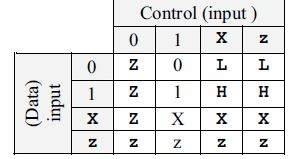 Control (input )
0 1 X z
(Data)
input
0 Z 0 L L
1 Z 1 H H
X Z X X X
z z z z z